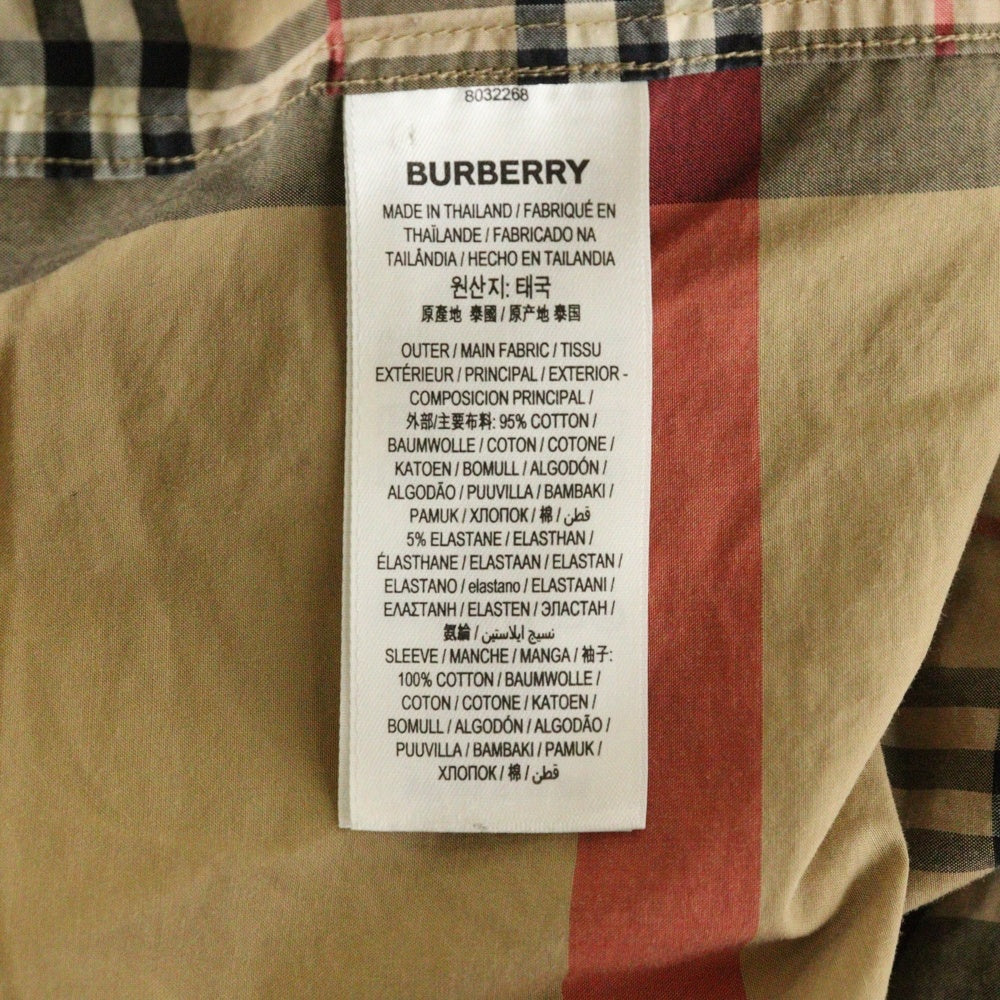 8032268
BURBERRY
MADE IN THAILAND / FABRIQUÉ EN
THAÏLANDE / FABRICADO NA
TAILÂNDIA / HECHO EN TAILANDIA
원산지: 태국
原產地 泰國 / 原产地 泰国
OUTER / MAIN FABRIC / TISSU
EXTÉRIEUR / PRINCIPAL / EXTERIOR -
COMPOSICION PRINCIPAL /
外部/主要布料: 95% COTTON /
BAUMWOLLE / COTON / COTONE /
KATOEN / BOMULL / ALGODÓN /
ALGODÃO / PUUVILLA / BAMBAKI /
PAMUK / ХЛОПОК / 棉 / قطن
5% ELASTANE / ELASTHAN /
ÉLASTHANE / ELASTAAN / ELASTAN /
ELASTANO / elastano / ELASTAANI /
ΕΛΑΣΤΑΝΗ / ELASTEN / ЭЛАСТАН /
氨綸 / نسيج ايلاستين
SLEEVE / MANCHE / MANGA / 袖子:
100% COTTON / BAUMWOLLE /
COTON / COTONE / KATOEN /
BOMULL / ALGODÓN / ALGODÃO /
PUUVILLA / BAMBAKI / PAMUK /
ХЛОПОК / 棉 / قطن